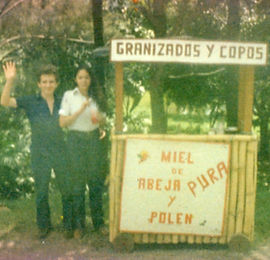 GRANIZADOS Y COPOS
MIEL
DE
ABEJA PURA
Y
POLEN